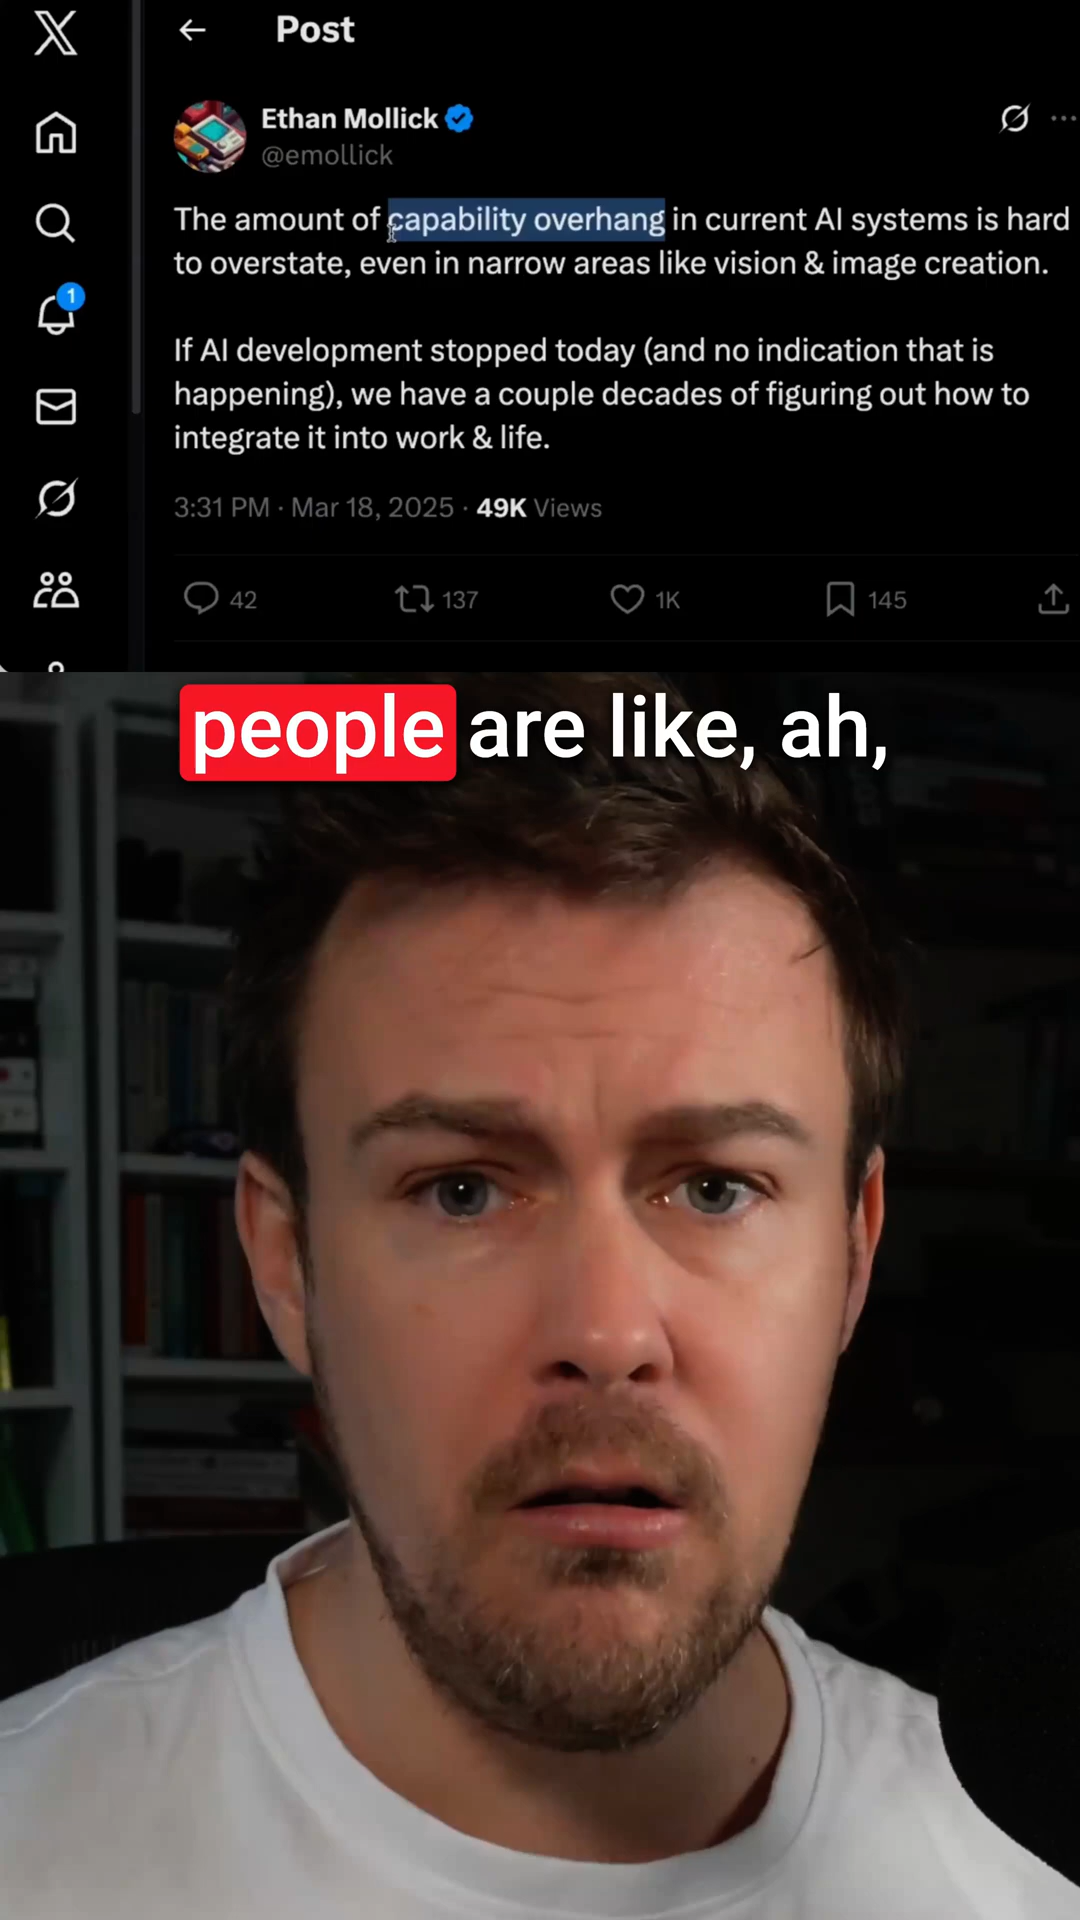 Post
Ethan Mollick
@emollick
The amount of capability overhang in current AI systems is hard
to overstate, even in narrow areas like vision & image creation.
If AI development stopped today (and no indication that is
happening), we have a couple decades of figuring out how to
integrate it into work & life.
3:31 PM · Mar 18, 2025 · 49K Views
42 137 1K 145
1
people are like, ah,